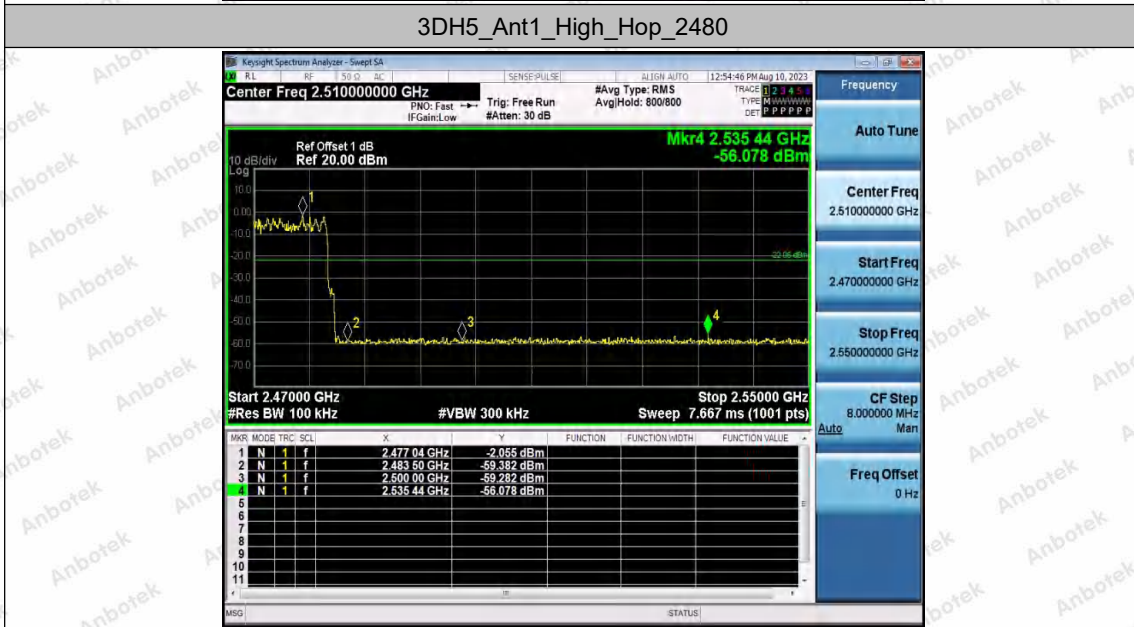 3DH5_Ant1_High_Hop_2480
Keysight Spectrum Analyzer - Swept SA
RL RF 50 Ω AC SENSE:PULSE ALIGN AUTO 12:54:46 PM Aug 10, 2023
Center Freq 2.510000000 GHz
PNO: Fast
IFGain:Low
Trig: Free Run
#Atten: 30 dB
#Avg Type: RMS
Avg|Hold: 800/800
TRACE 1 2 3 4 5 6
TYPE M WWWWW
DET P P P P P P
Mkr4 2.535 44 GHz
-56.078 dBm
Ref Offset 1 dB
10 dB/div Ref 20.00 dBm
Log
10.0
0.00
-10.0
-20.0
-30.0
-40.0
-50.0
-60.0
-70.0
-22.06 dBm
1
2
3
4
Start 2.47000 GHz Stop 2.55000 GHz
#Res BW 100 kHz #VBW 300 kHz Sweep 7.667 ms (1001 pts)
MKR MODE TRC SCL X Y FUNCTION FUNCTION WIDTH FUNCTION VALUE
1 N 1 f 2.477 04 GHz -2.055 dBm
2 N 1 f 2.483 50 GHz -59.382 dBm
3 N 1 f 2.500 00 GHz -59.282 dBm
4 N 1 f 2.535 44 GHz -56.078 dBm
5
6
7
8
9
10
11
MSG STATUS
Frequency
Auto Tune
Center Freq
2.510000000 GHz
Start Freq
2.470000000 GHz
Stop Freq
2.550000000 GHz
CF Step
8.000000 MHz
Auto Man
Freq Offset
0 Hz
Anbotek